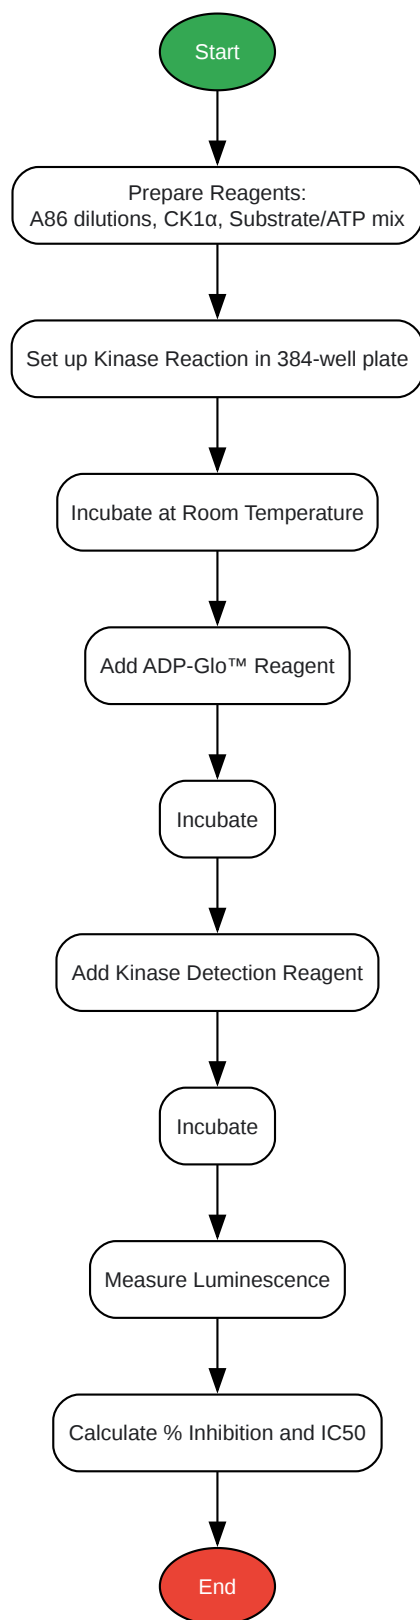 Start
Prepare Reagents:
A86 dilutions, CK1α, Substrate/ATP mix
Set up Kinase Reaction in 384-well plate
Incubate at Room Temperature
Add ADP-Glo™ Reagent
Incubate
Add Kinase Detection Reagent
Incubate
Measure Luminescence
Calculate % Inhibition and IC50
End